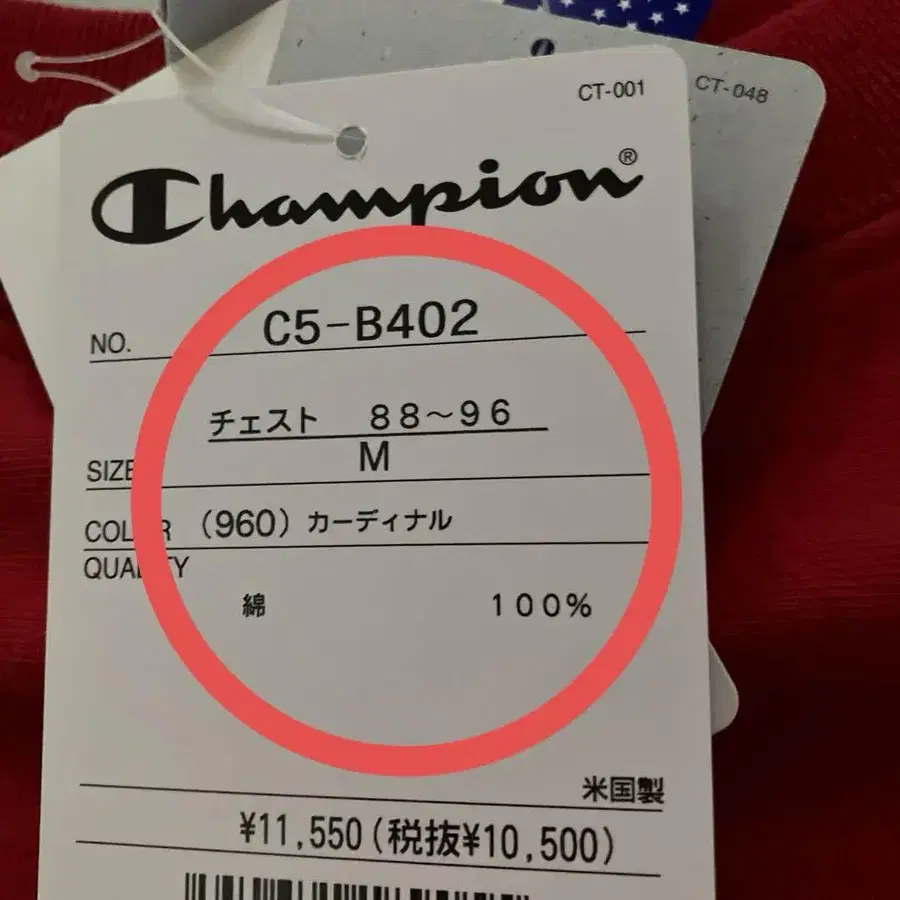 CT-001
CT-048
Champion®
NO. C5-B402
チェスト 88～96
SIZE M
COLOR (960) カーディナル
QUALITY
綿 100%
米国製
¥11,550(税抜¥10,500)